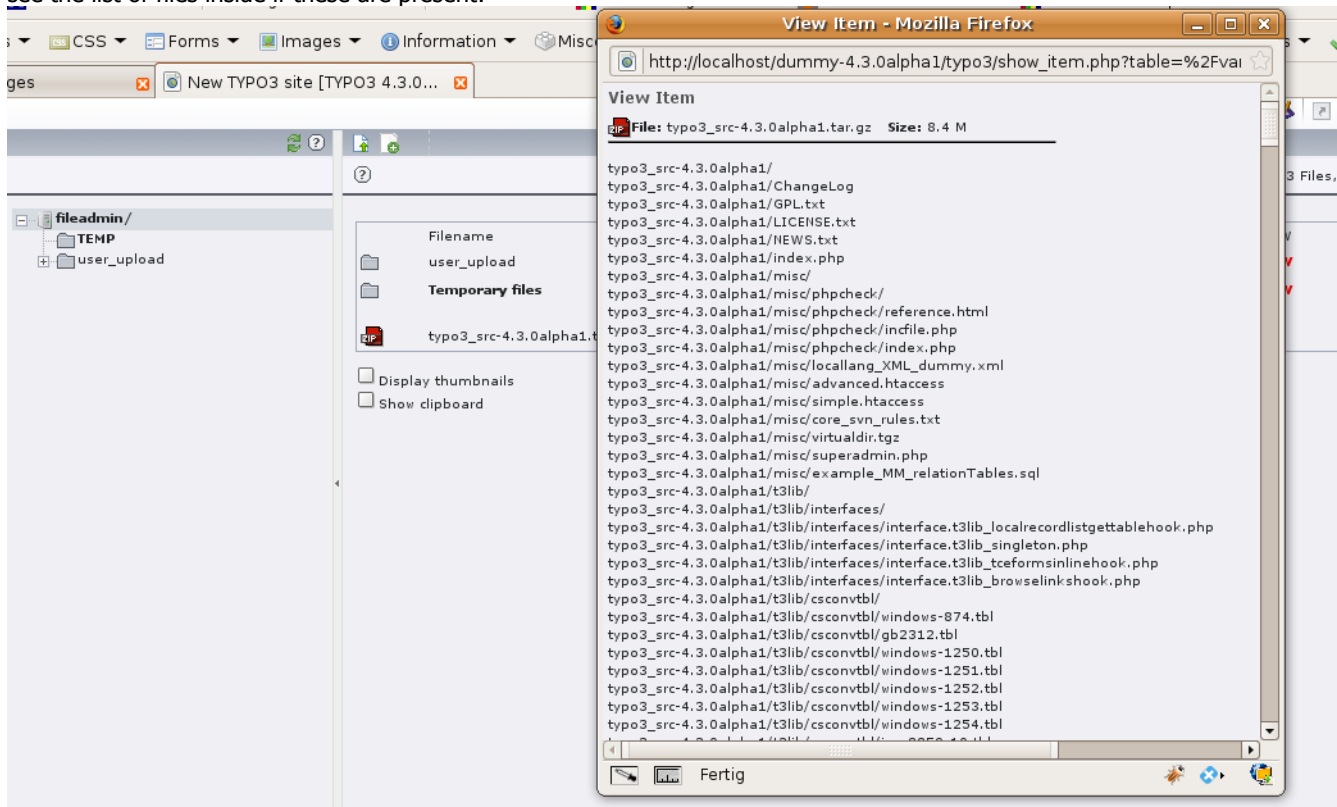 see the list of files inside if these are present.
CSS Forms Images Information Misc
ges New TYPO3 site [TYPO3 4.3.0...
3 Files,
fileadmin/
TEMP
user_upload
Filename
user_upload
Temporary files
ZIP typo3_src-4.3.0alpha1.t
Display thumbnails
Show clipboard
View Item - Mozilla Firefox
http://localhost/dummy-4.3.0alpha1/typo3/show_item.php?table=%2Fvar
View Item
ZIP File: typo3_src-4.3.0alpha1.tar.gz Size: 8.4 M
typo3_src-4.3.0alpha1/
typo3_src-4.3.0alpha1/ChangeLog
typo3_src-4.3.0alpha1/GPL.txt
typo3_src-4.3.0alpha1/LICENSE.txt
typo3_src-4.3.0alpha1/NEWS.txt
typo3_src-4.3.0alpha1/index.php
typo3_src-4.3.0alpha1/misc/
typo3_src-4.3.0alpha1/misc/phpcheck/
typo3_src-4.3.0alpha1/misc/phpcheck/reference.html
typo3_src-4.3.0alpha1/misc/phpcheck/incfile.php
typo3_src-4.3.0alpha1/misc/phpcheck/index.php
typo3_src-4.3.0alpha1/misc/locallang_XML_dummy.xml
typo3_src-4.3.0alpha1/misc/advanced.htaccess
typo3_src-4.3.0alpha1/misc/simple.htaccess
typo3_src-4.3.0alpha1/misc/core_svn_rules.txt
typo3_src-4.3.0alpha1/misc/virtualdir.tgz
typo3_src-4.3.0alpha1/misc/superadmin.php
typo3_src-4.3.0alpha1/misc/example_MM_relationTables.sql
typo3_src-4.3.0alpha1/t3lib/
typo3_src-4.3.0alpha1/t3lib/interfaces/
typo3_src-4.3.0alpha1/t3lib/interfaces/interface.t3lib_localrecordlistgettablehook.php
typo3_src-4.3.0alpha1/t3lib/interfaces/interface.t3lib_singleton.php
typo3_src-4.3.0alpha1/t3lib/interfaces/interface.t3lib_tceformsinlinehook.php
typo3_src-4.3.0alpha1/t3lib/interfaces/interface.t3lib_browselinkshook.php
typo3_src-4.3.0alpha1/t3lib/csconvtbl/
typo3_src-4.3.0alpha1/t3lib/csconvtbl/windows-874.tbl
typo3_src-4.3.0alpha1/t3lib/csconvtbl/gb2312.tbl
typo3_src-4.3.0alpha1/t3lib/csconvtbl/windows-1250.tbl
typo3_src-4.3.0alpha1/t3lib/csconvtbl/windows-1251.tbl
typo3_src-4.3.0alpha1/t3lib/csconvtbl/windows-1252.tbl
typo3_src-4.3.0alpha1/t3lib/csconvtbl/windows-1253.tbl
typo3_src-4.3.0alpha1/t3lib/csconvtbl/windows-1254.tbl
Fertig